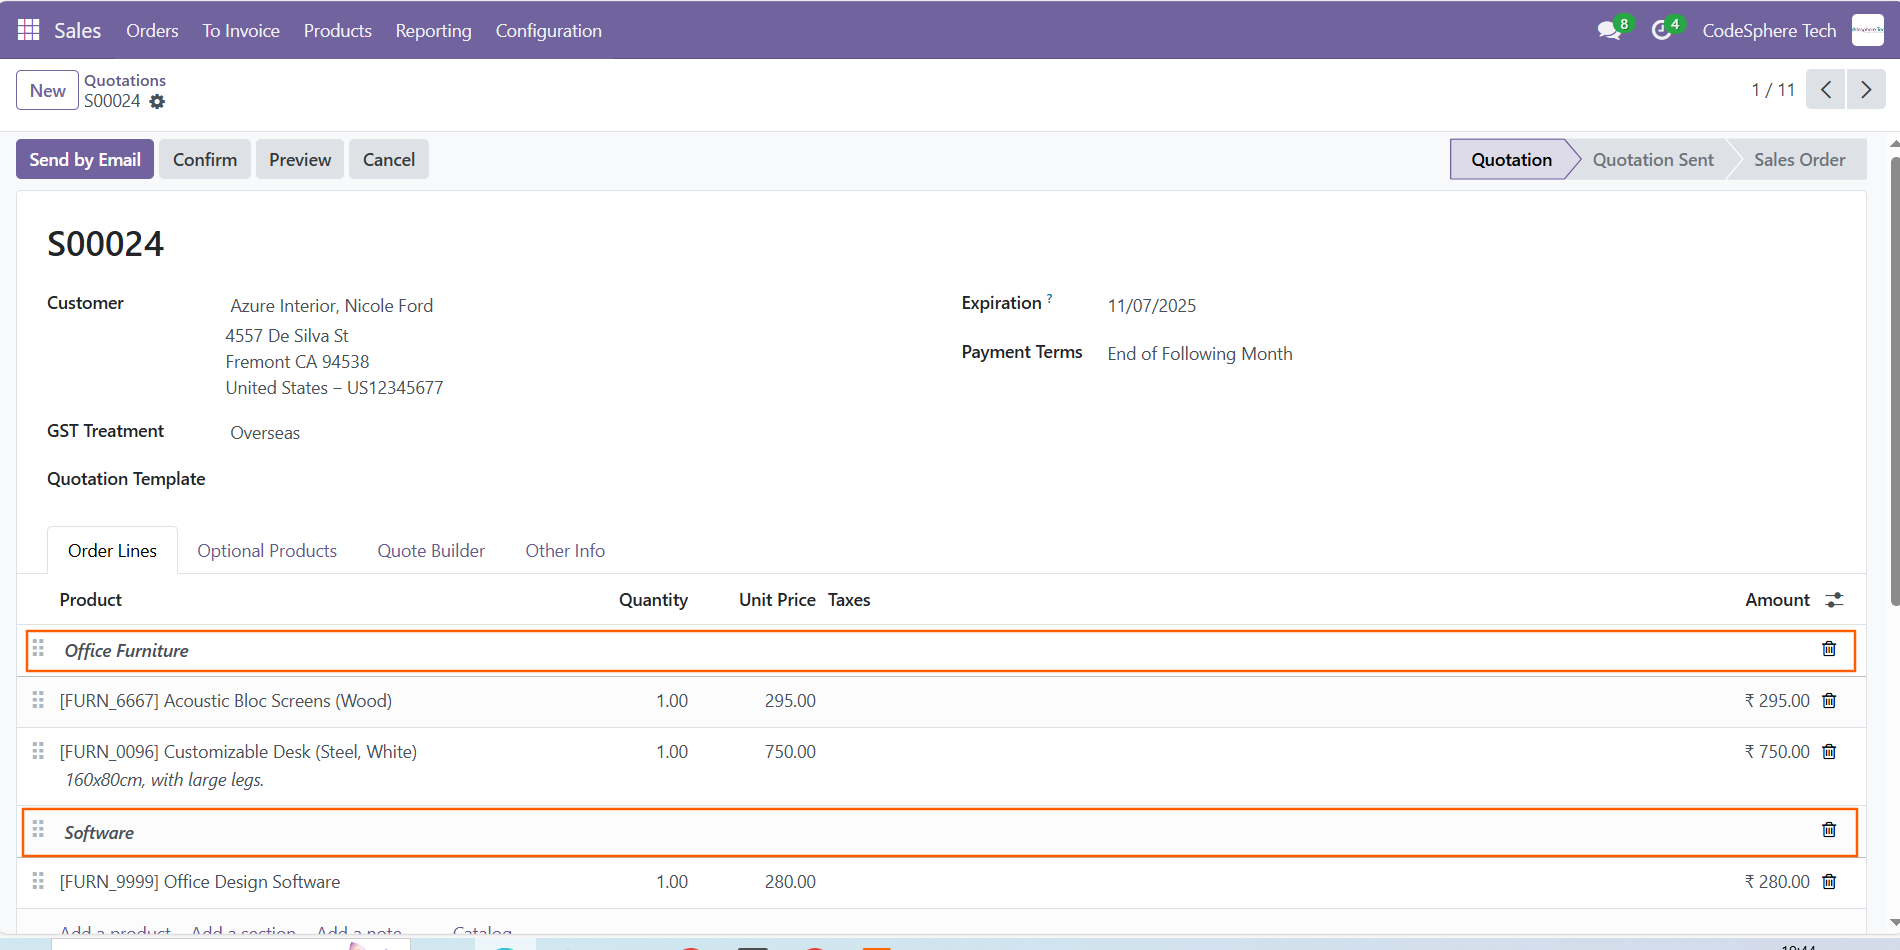 Sales Orders To Invoice Products Reporting Configuration 8 4 CodeSphere Tech
New Quotations
S00024
1 / 11
Send by Email Confirm Preview Cancel Quotation Quotation Sent Sales Order
S00024
Customer Azure Interior, Nicole Ford
4557 De Silva St
Fremont CA 94538
United States – US12345677
Expiration ? 11/07/2025
Payment Terms End of Following Month
GST Treatment Overseas
Quotation Template
Order Lines Optional Products Quote Builder Other Info
Product Quantity Unit Price Taxes Amount
Office Furniture
[FURN_6667] Acoustic Bloc Screens (Wood) 1.00 295.00 ₹ 295.00
[FURN_0096] Customizable Desk (Steel, White) 1.00 750.00 ₹ 750.00
160x80cm, with large legs.
Software
[FURN_9999] Office Design Software 1.00 280.00 ₹ 280.00
Add a product Add a section Add a note Catalog